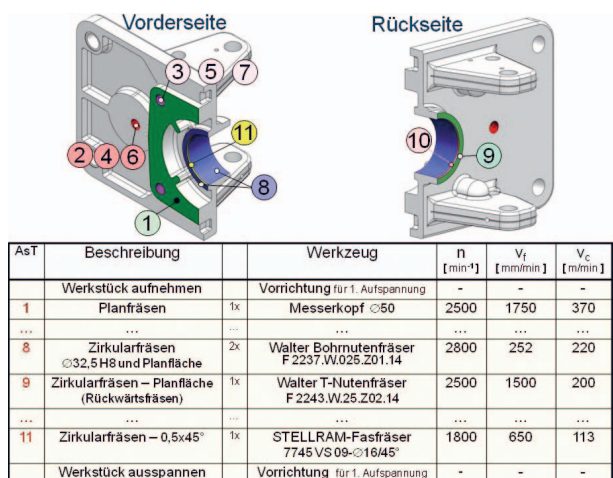 Vorderseite
Rückseite
3 5 7
2 4 6
11
8
1
10
9
AsT Beschreibung Werkzeug n [min⁻¹] vf [mm/min] vc [m/min]
Werkstück aufnehmen Vorrichtung für 1. Aufspannung - - -
1 Planfräsen 1x Messerkopf ∅50 2500 1750 370
... ... ... ... ... ... ...
8 Zirkularfräsen 2x Walter Bohrnutenfräser 2800 252 220
∅32,5 H8 und Planfläche F 2237.W.025.Z01.14
9 Zirkularfräsen – Planfläche 1x Walter T-Nutenfräser 2500 1500 200
(Rückwärtsfräsen) F 2243.W.25.Z02.14
... ... ... ... ... ... ...
11 Zirkularfräsen – 0,5x45° 1x STELLRAM-Fasfräser 1800 650 113
7745 VS 09-∅16/45°
Werkstück ausspannen Vorrichtung für 1. Aufspannung - - -